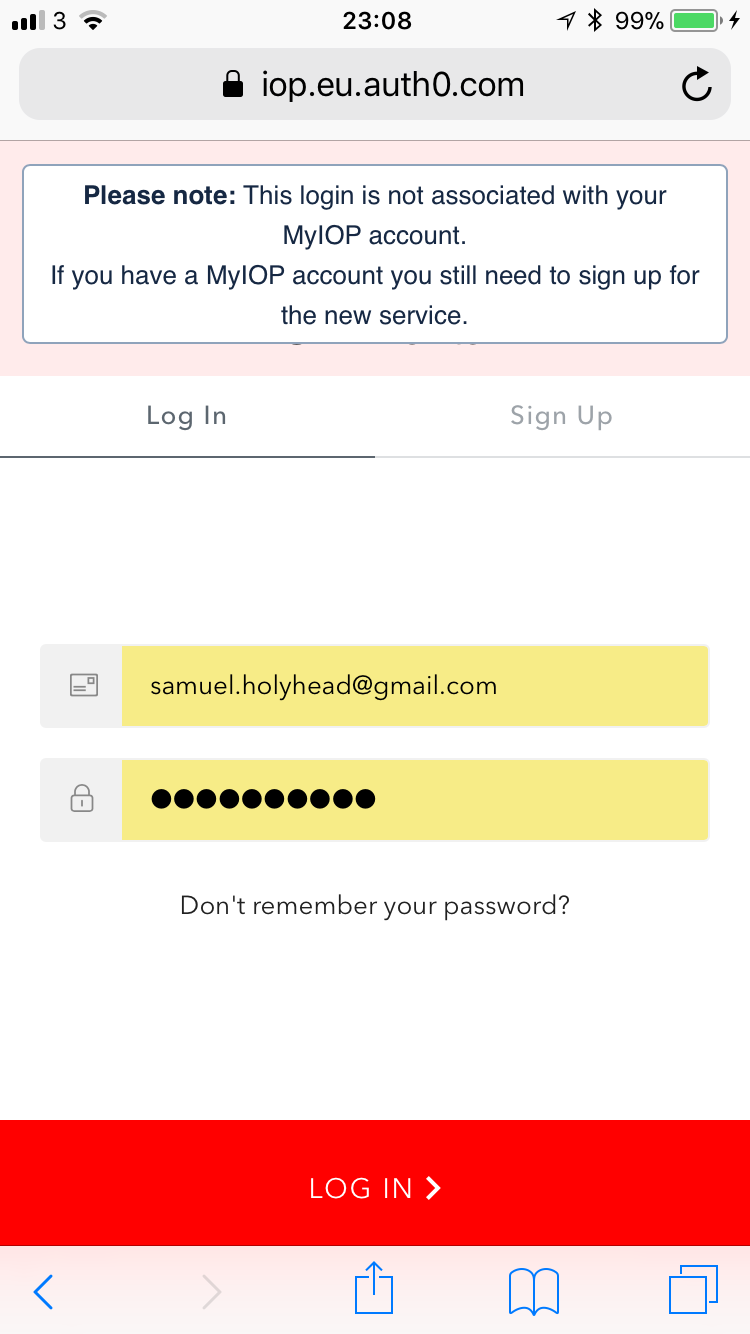 3 23:08 99%
iop.eu.auth0.com
Please note: This login is not associated with your
MyIOP account.
If you have a MyIOP account you still need to sign up for
the new service.
Log In Sign Up
samuel.holyhead@gmail.com
●●●●●●●●●●
Don't remember your password?
LOG IN